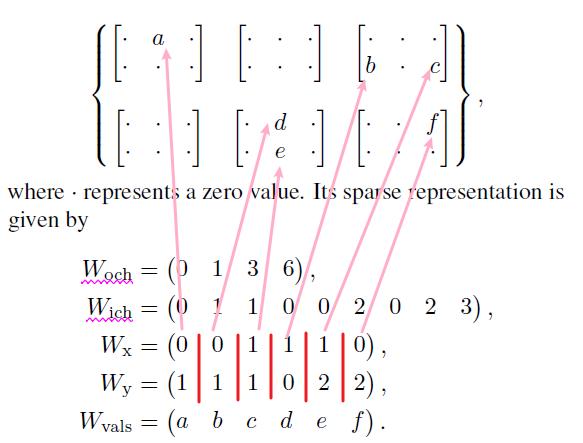 { [· a ·] [· · ·] [· · ·]
[· · ·] [· · ·] [b · c]
[· · ·] [· d ·] [· · f]
[· · ·] [· e ·] [· · ·] } ,
where · represents a zero value. Its sparse representation is
given by
W_och = (0 1 3 6) ,
W_ich = (0 1 1 0 0 2 0 2 3) ,
W_x = (0 0 1 1 1 0) ,
W_y = (1 1 1 0 2 2) ,
W_vals = (a b c d e f) .